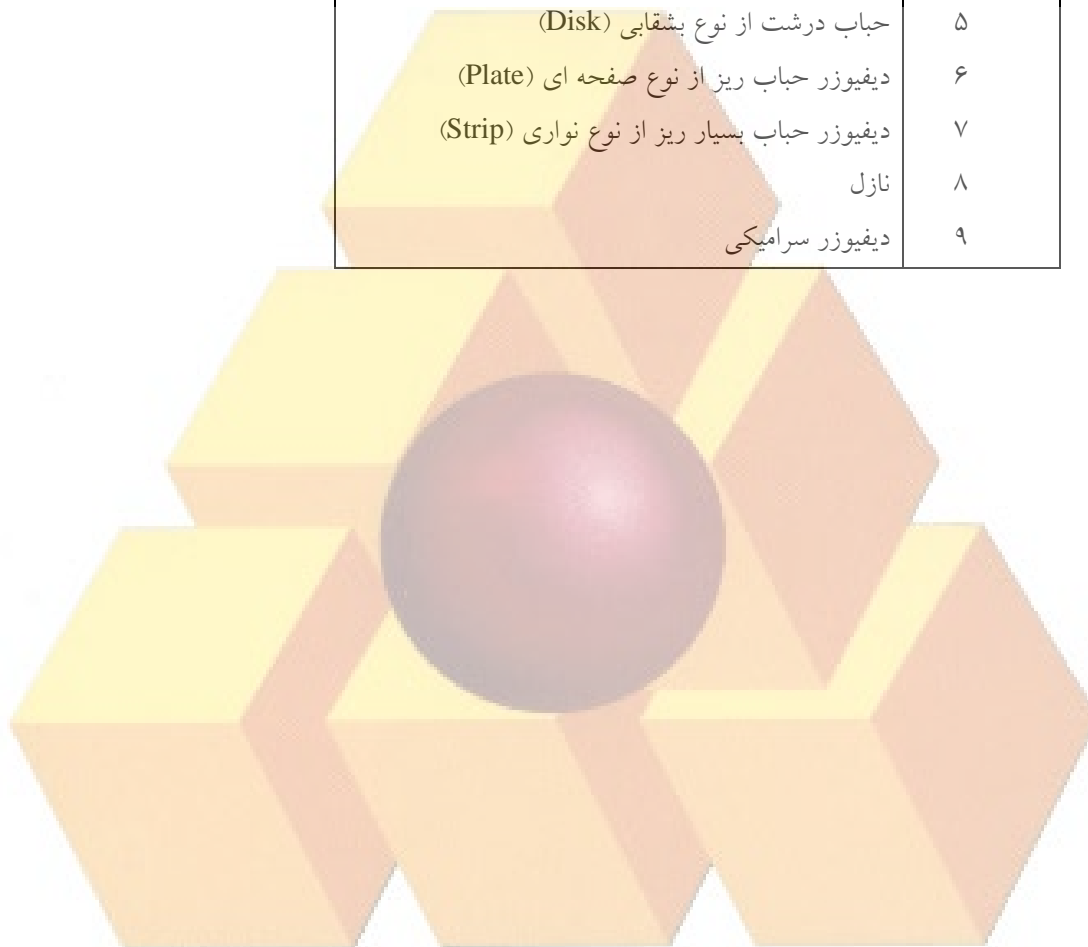 ۵ حباب درشت از نوع بشقابی (Disk)
۶ دیفیوزر حباب ریز از نوع صفحه ای (Plate)
۷ دیفیوزر حباب بسیار ریز از نوع نواری (Strip)
۸ نازل
۹ دیفیوزر سرامیکی